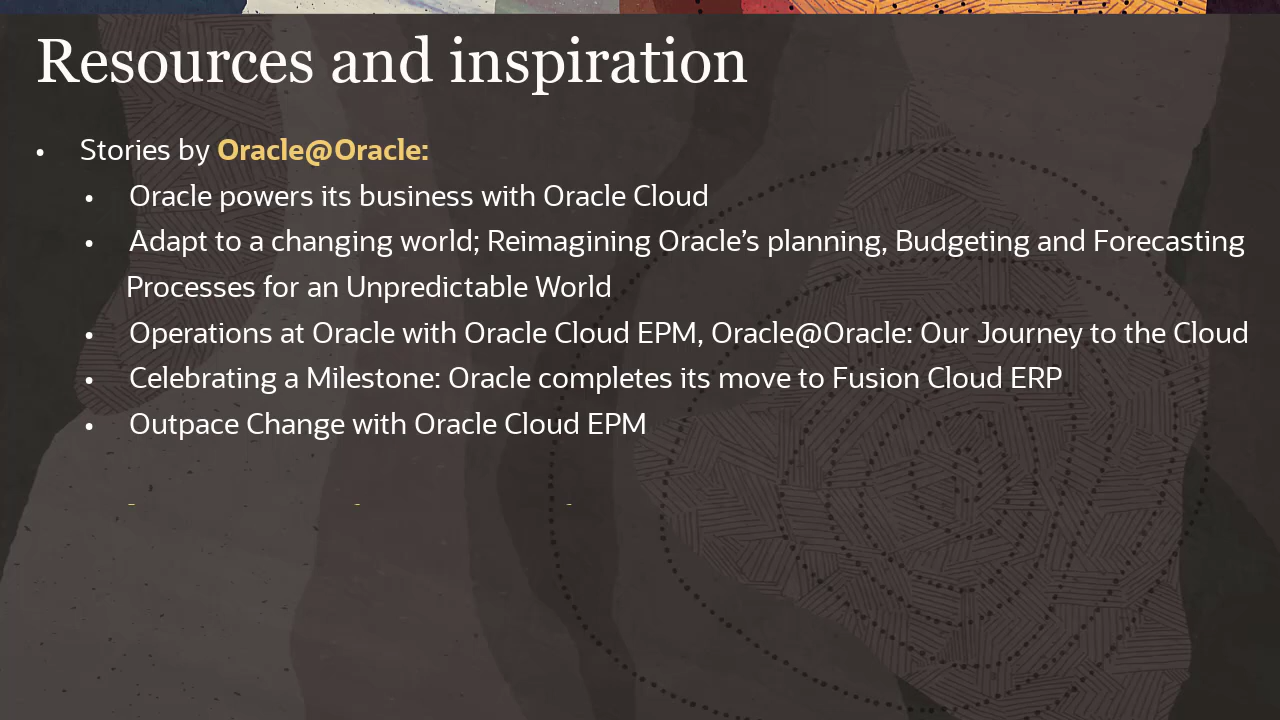 Resources and inspiration
• Stories by Oracle@Oracle:
• Oracle powers its business with Oracle Cloud
• Adapt to a changing world; Reimagining Oracle’s planning, Budgeting and Forecasting
Processes for an Unpredictable World
• Operations at Oracle with Oracle Cloud EPM, Oracle@Oracle: Our Journey to the Cloud
• Celebrating a Milestone: Oracle completes its move to Fusion Cloud ERP
• Outpace Change with Oracle Cloud EPM